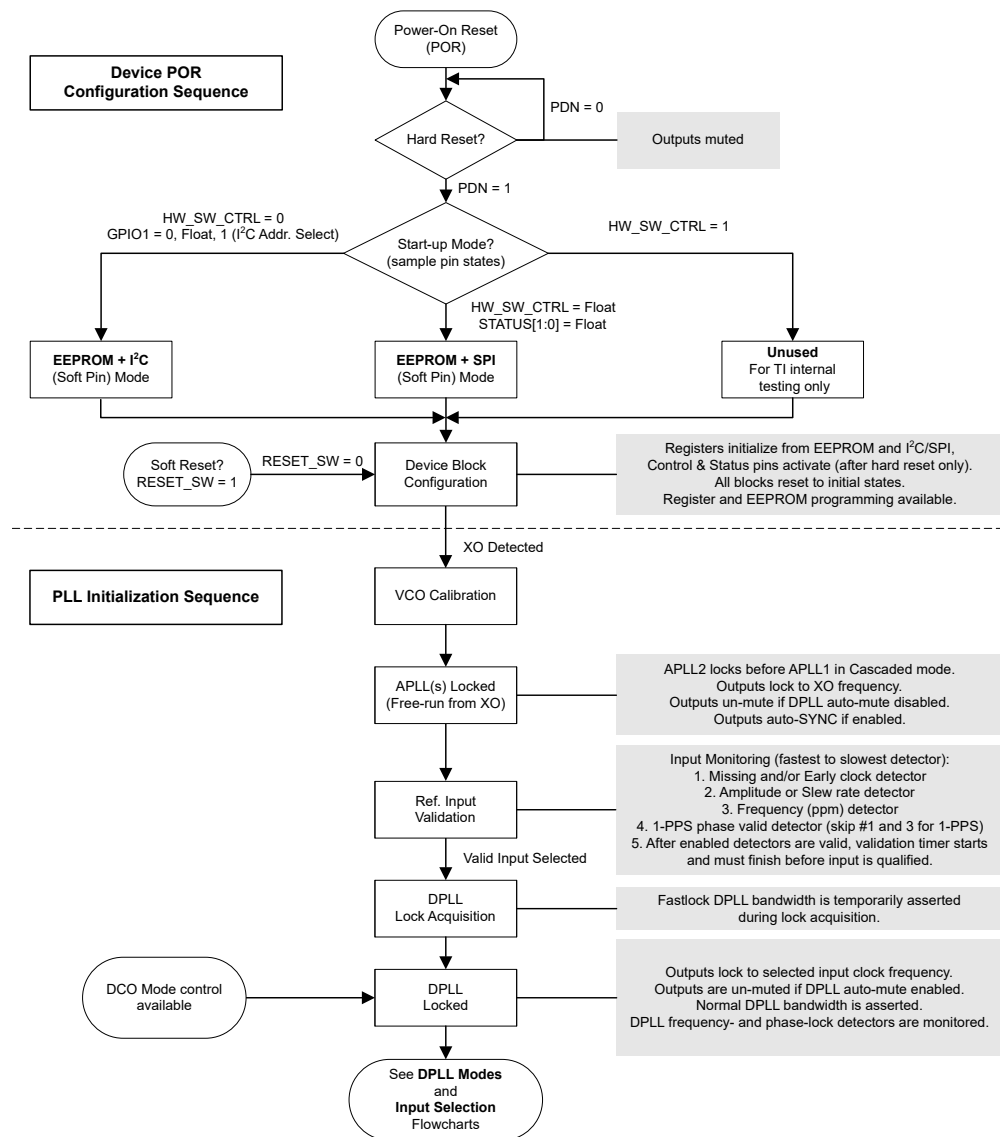 Power-On Reset
(POR)
Device POR
Configuration Sequence
PDN = 0
Hard Reset?
Outputs muted
PDN = 1
HW_SW_CTRL = 0
GPIO1 = 0, Float, 1 (I²C Addr. Select)
HW_SW_CTRL = 1
Start-up Mode?
(sample pin states)
HW_SW_CTRL = Float
STATUS[1:0] = Float
EEPROM + I²C
(Soft Pin) Mode
EEPROM + SPI
(Soft Pin) Mode
Unused
For TI internal
testing only
Soft Reset?
RESET_SW = 1
RESET_SW = 0
Device Block
Configuration
Registers initialize from EEPROM and I²C/SPI,
Control & Status pins activate (after hard reset only).
All blocks reset to initial states.
Register and EEPROM programming available.
XO Detected
PLL Initialization Sequence
VCO Calibration
APLL(s) Locked
(Free-run from XO)
APLL2 locks before APLL1 in Cascaded mode.
Outputs lock to XO frequency.
Outputs un-mute if DPLL auto-mute disabled.
Outputs auto-SYNC if enabled.
Ref. Input
Validation
Input Monitoring (fastest to slowest detector):
1. Missing and/or Early clock detector
2. Amplitude or Slew rate detector
3. Frequency (ppm) detector
4. 1-PPS phase valid detector (skip #1 and 3 for 1-PPS)
5. After enabled detectors are valid, validation timer starts
and must finish before input is qualified.
Valid Input Selected
DPLL
Lock Acquisition
Fastlock DPLL bandwidth is temporarily asserted
during lock acquisition.
DCO Mode control
available
DPLL
Locked
Outputs lock to selected input clock frequency.
Outputs are un-muted if DPLL auto-mute enabled.
Normal DPLL bandwidth is asserted.
DPLL frequency- and phase-lock detectors are monitored.
See DPLL Modes
and
Input Selection
Flowcharts